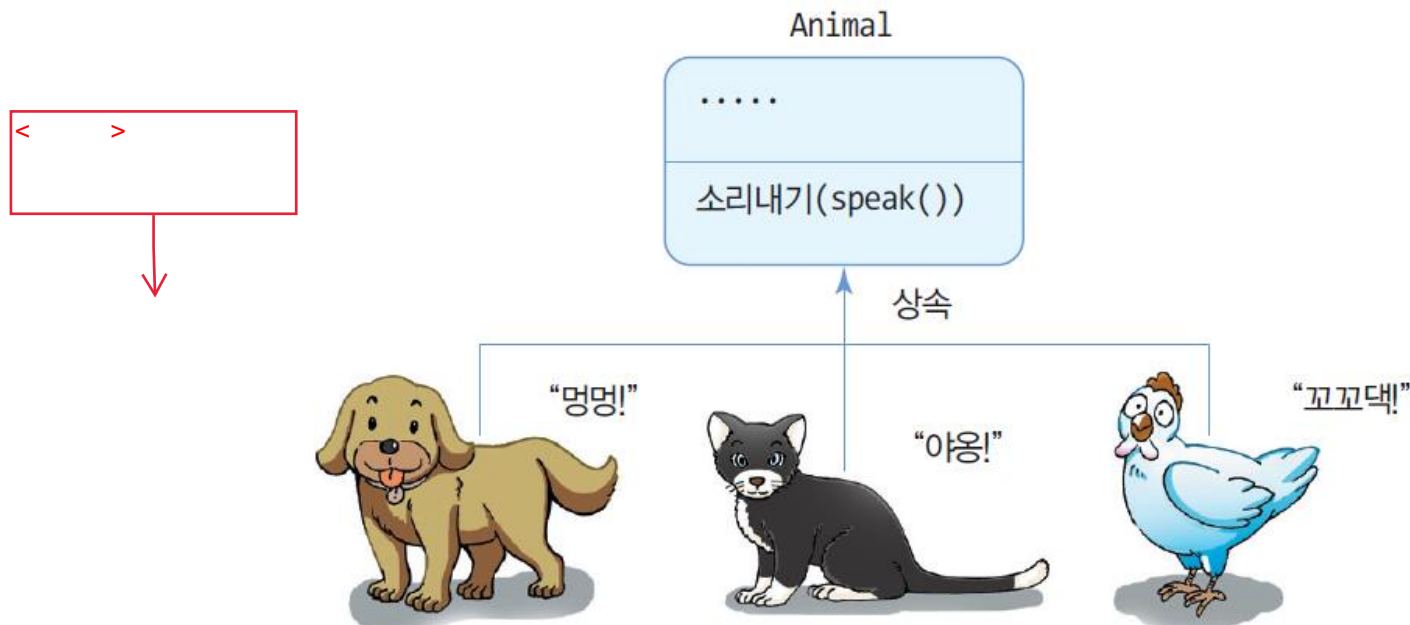 Animal
.....
< >
소리내기(speak())
상속
“멍멍!”
“야옹!”
“꼬꼬댁!”